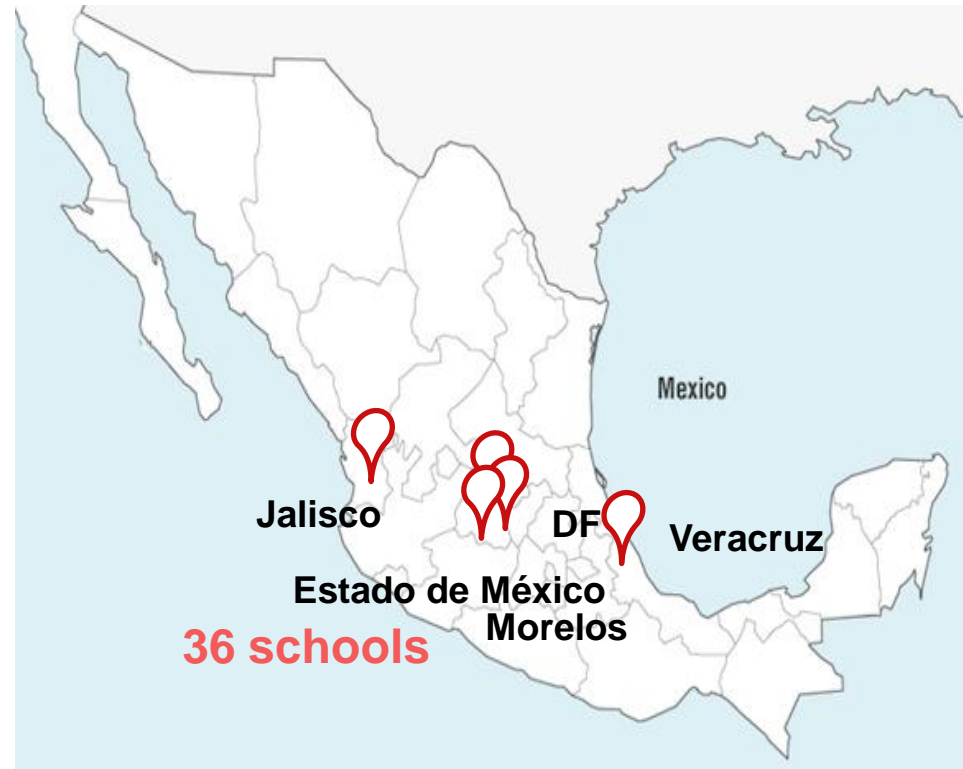 Mexico
Jalisco
DF
Veracruz
Estado de México
Morelos
36 schools